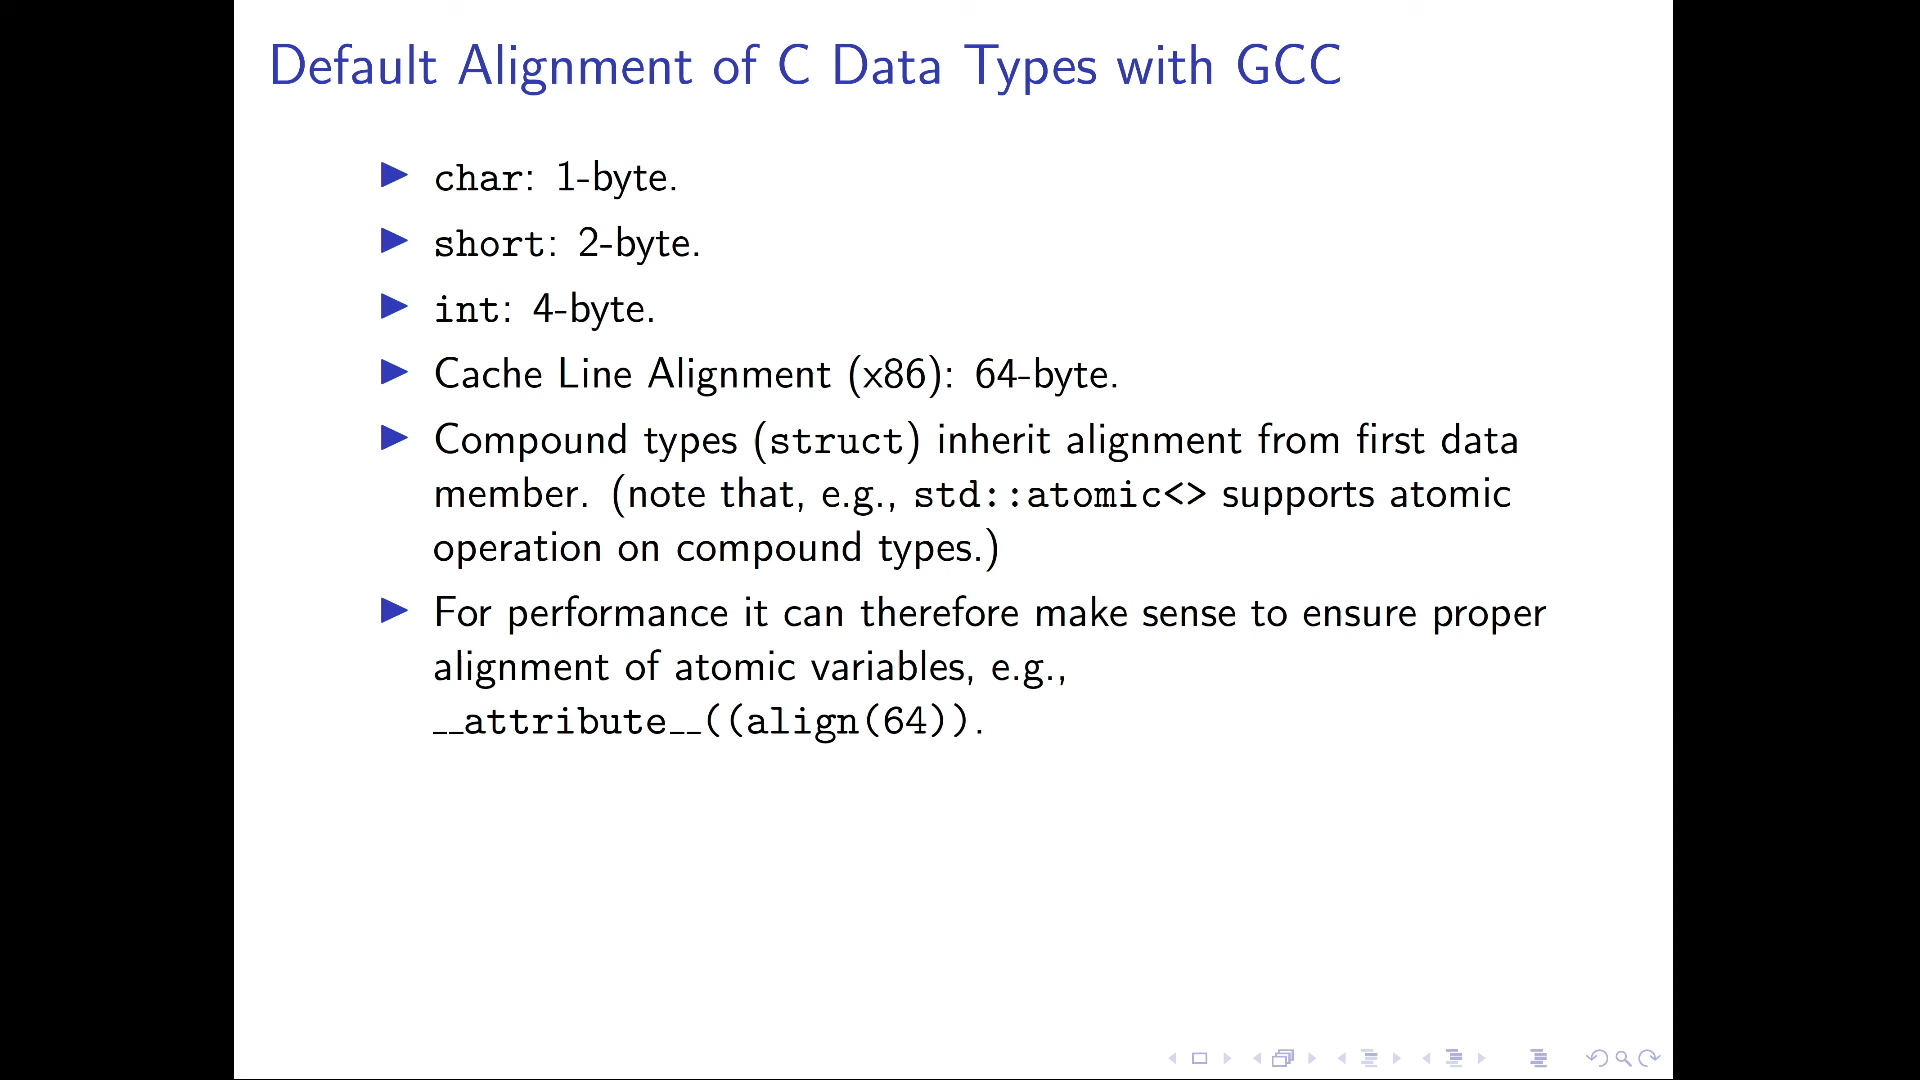 Default Alignment of C Data Types with GCC
char: 1-byte.
short: 2-byte.
int: 4-byte.
Cache Line Alignment (x86): 64-byte.
Compound types (struct) inherit alignment from first data
member. (note that, e.g., std::atomic<> supports atomic
operation on compound types.)
For performance it can therefore make sense to ensure proper
alignment of atomic variables, e.g.,
__attribute__((align(64)).